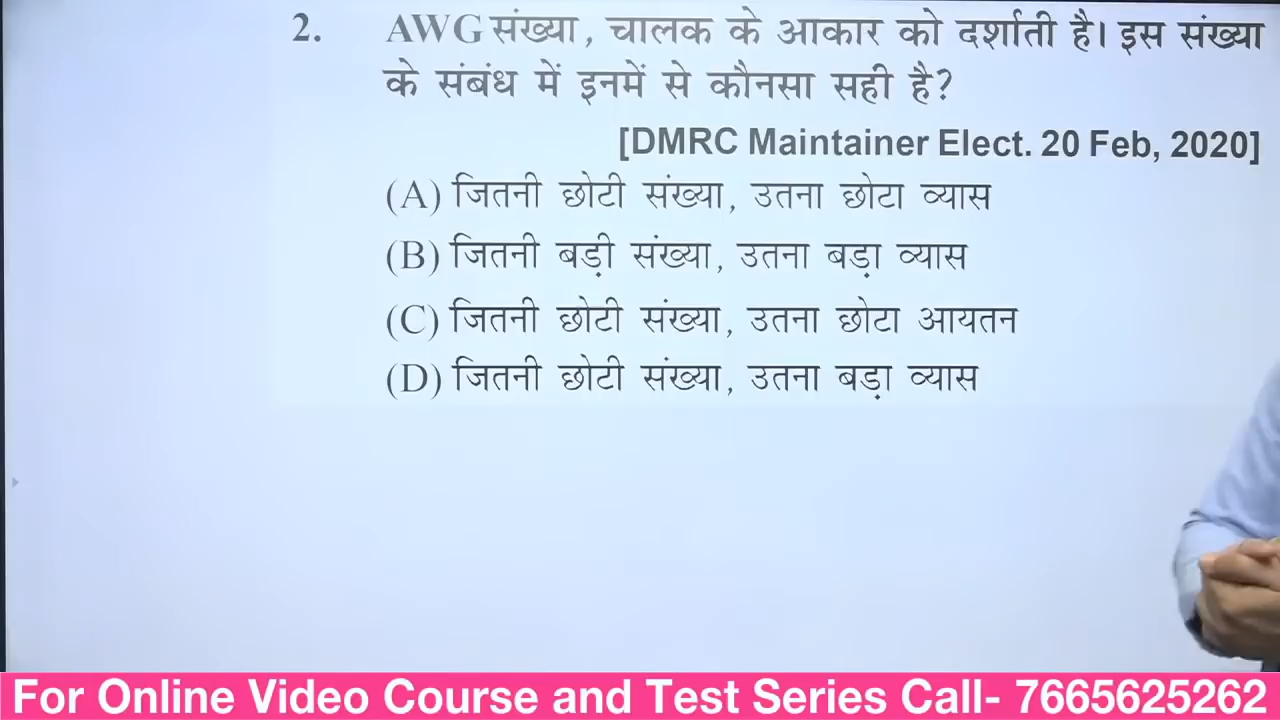 2. AWG संख्या, चालक के आकार को दर्शाती है। इस संख्या
के संबंध में इनमें से कौनसा सही है?
[DMRC Maintainer Elect. 20 Feb, 2020]
(A) जितनी छोटी संख्या, उतना छोटा व्यास
(B) जितनी बड़ी संख्या, उतना बड़ा व्यास
(C) जितनी छोटी संख्या, उतना छोटा आयतन
(D) जितनी छोटी संख्या, उतना बड़ा व्यास
For Online Video Course and Test Series Call- 7665625262